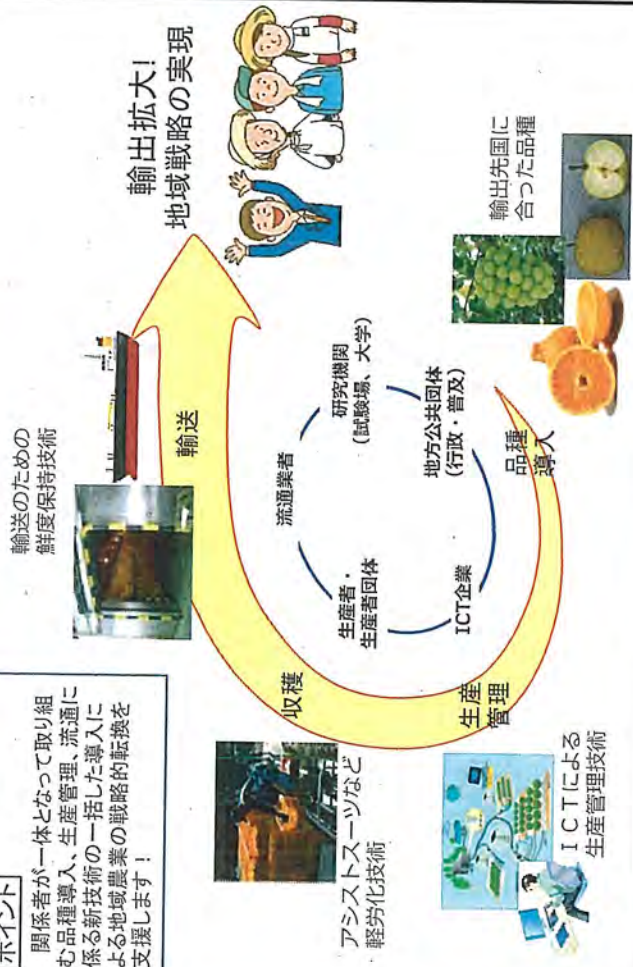 ポイント
関係者が一体となって取り組
む品種導入、生産管理、流通に
係る新技術の一括した導入に
よる地域農業の戦略的転換を
支援します！
輸送のための
鮮度保持技術
輸出拡大!
地域戦略の実現
輸送
収穫
生産
管理
品種
導入
流通業者
研究機関
(試験場、大学)
地方公共団体
(行政・普及)
ICT企業
生産者・
生産者団体
アシストスーツなど
軽労化技術
ICTによる
生産管理技術
輸出先国に
合った品種